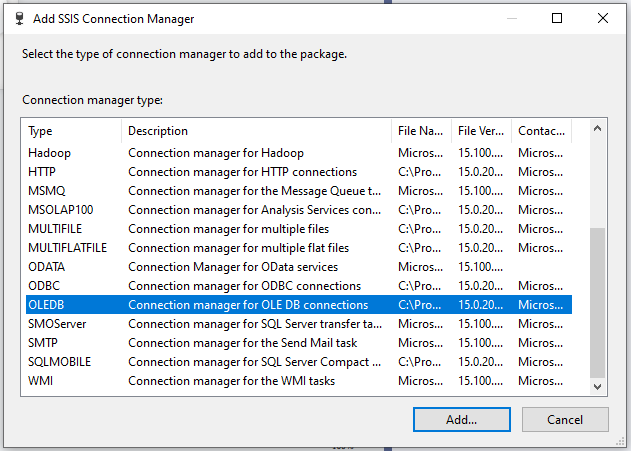 Add SSIS Connection Manager
Select the type of connection manager to add to the package.
Connection manager type:
Type Description File Na... File Ver... Contac...
Hadoop Connection manager for Hadoop Micros... 15.100....
HTTP Connection manager for HTTP connections C:\Pro... 15.0.20... Micros...
MSMQ Connection manager for the Message Queue t... Micros... 15.100.... Micros...
MSOLAP100 Connection manager for Analysis Services con... C:\Pro... 15.0.20... Micros...
MULTIFILE Connection manager for multiple files C:\Pro... 15.0.20... Micros...
MULTIFLATFILE Connection manager for multiple flat files C:\Pro... 15.0.20... Micros...
ODATA Connection Manager for OData services Micros... 15.100....
ODBC Connection manager for ODBC connections C:\Pro... 15.0.20... Micros...
OLEDB Connection manager for OLE DB connections C:\Pro... 15.0.20... Micros...
SMOServer Connection manager for SQL Server transfer ta... Micros... 15.100.... Micros...
SMTP Connection manager for the Send Mail task Micros... 15.100.... Micros...
SQLMOBILE Connection manager for SQL Server Compact ... C:\Pro... 15.0.20... Micros...
WMI Connection manager for the WMI tasks Micros... 15.100.... Micros...
Add... Cancel